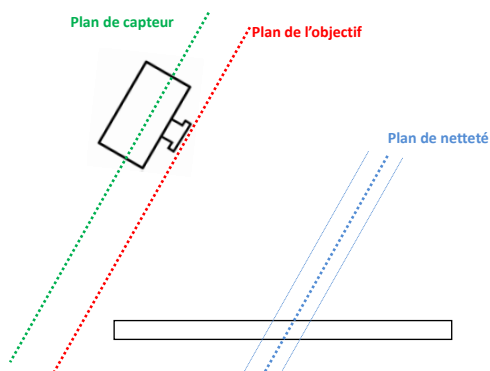 Plan de capteur
Plan de l’objectif
Plan de netteté